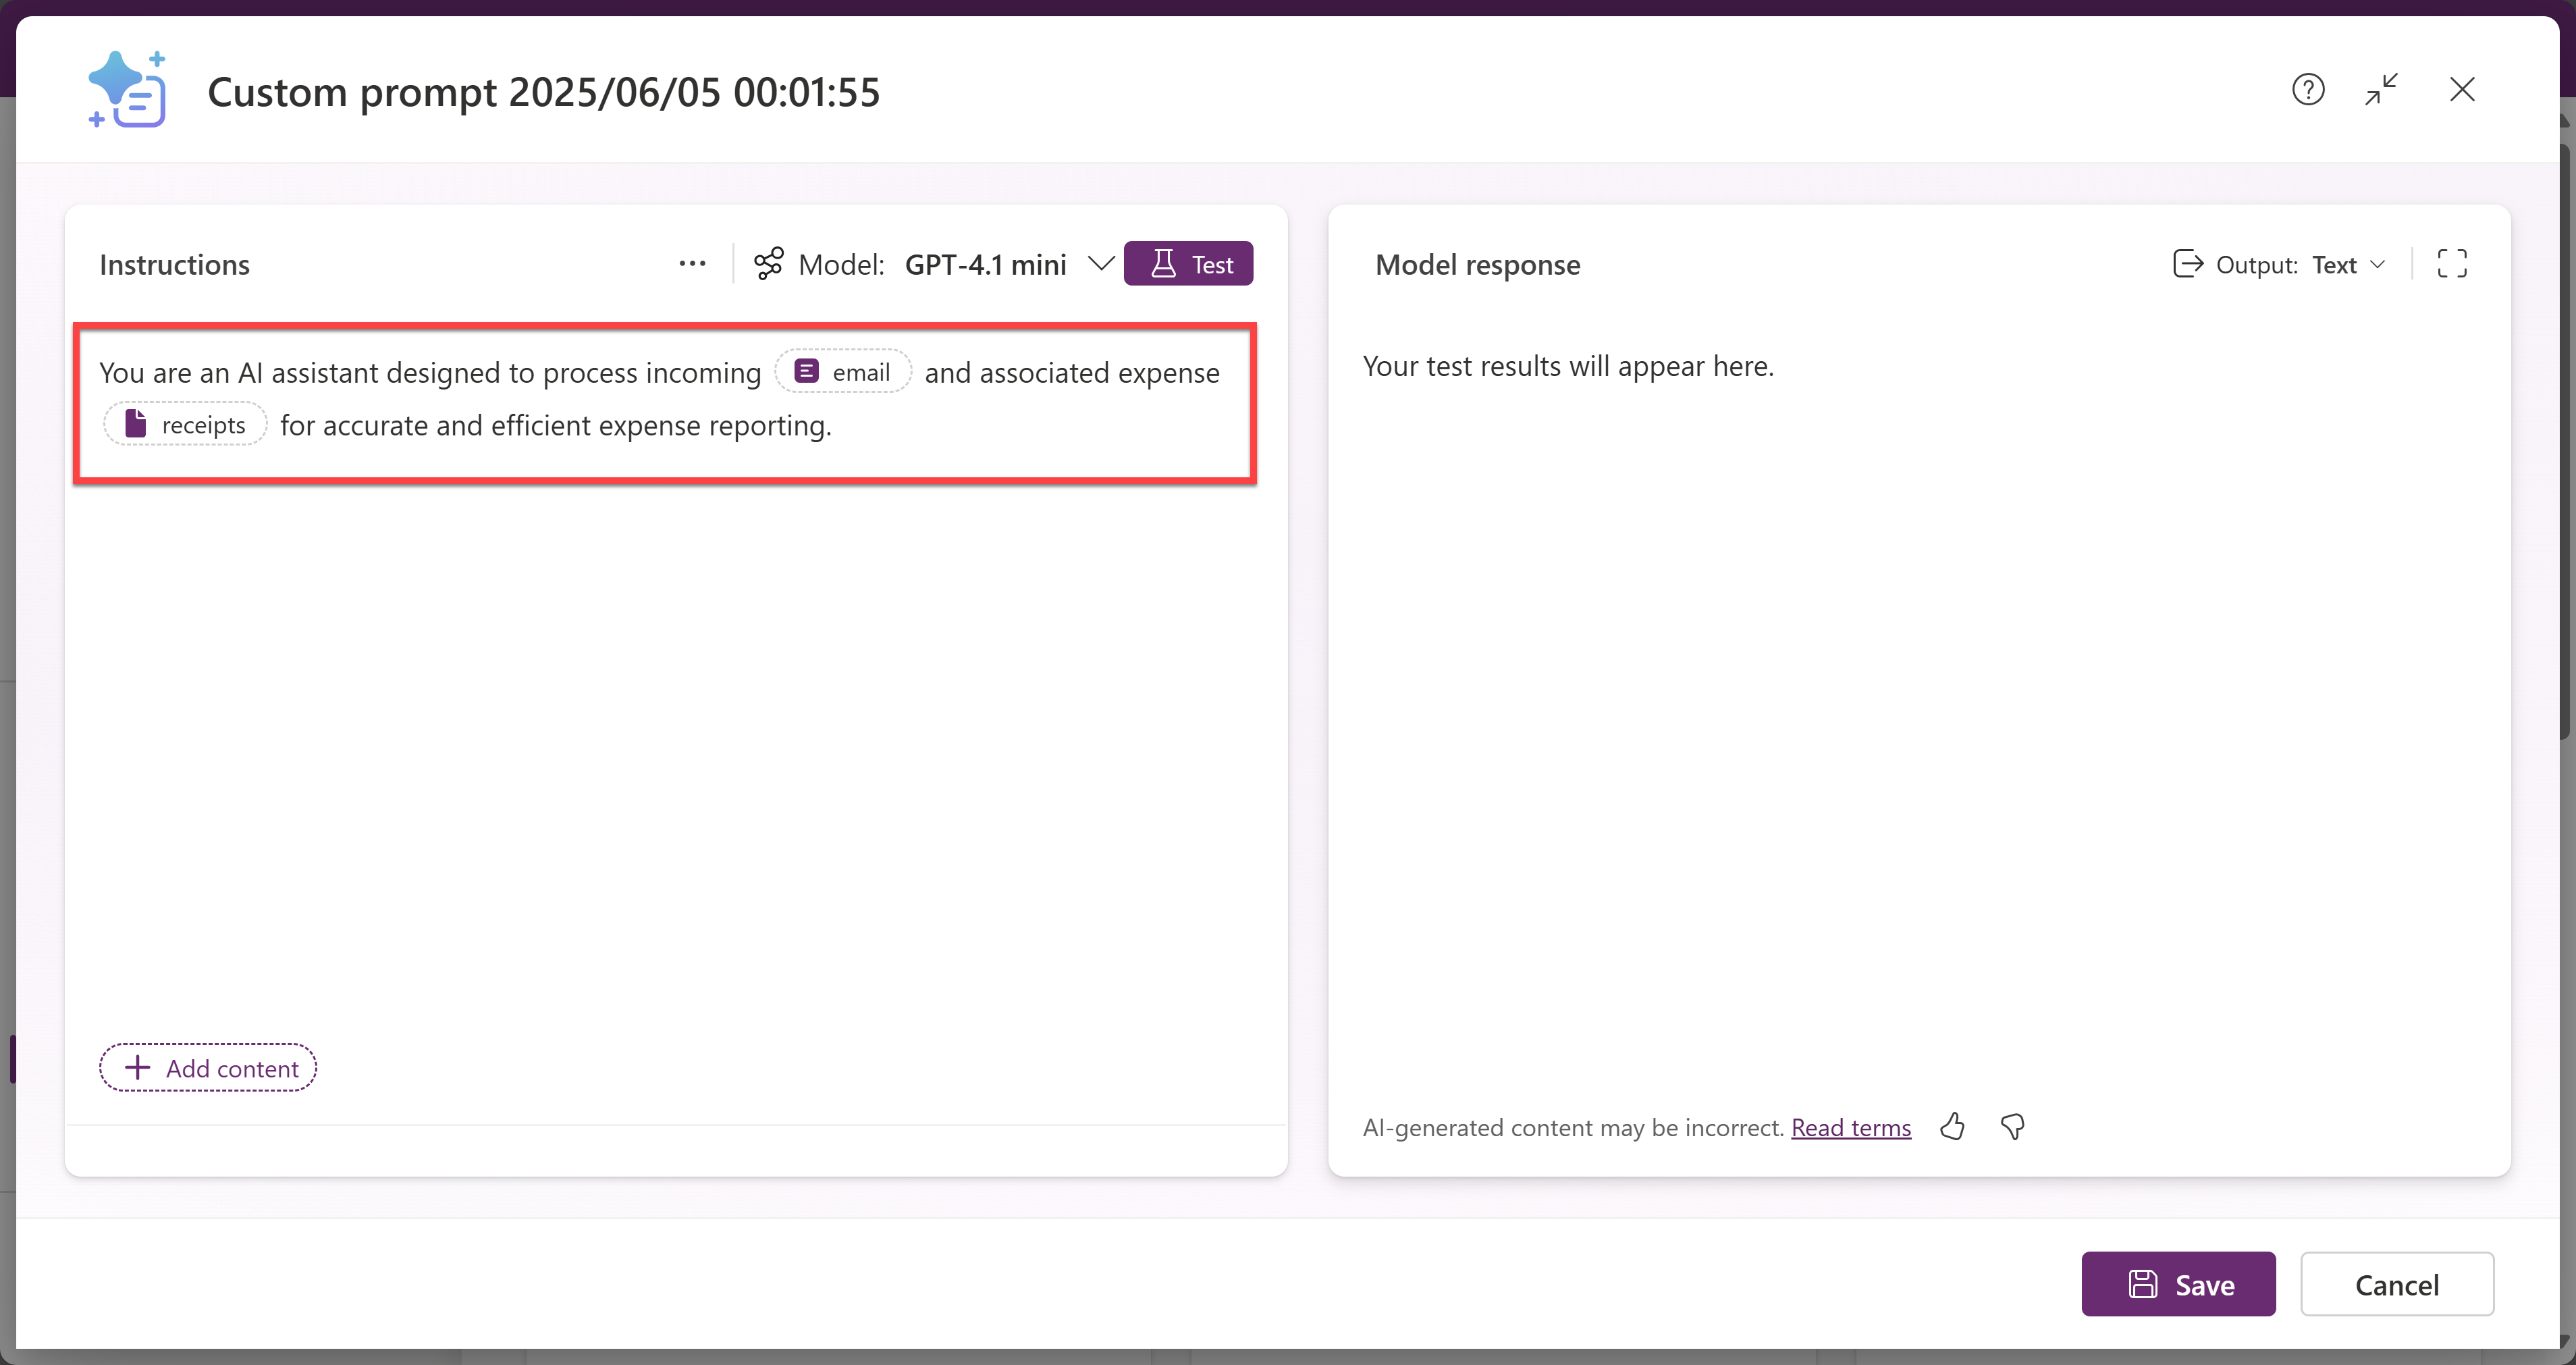 Custom prompt 2025/06/05 00:01:55
Instructions
Model: GPT-4.1 mini
Test
You are an AI assistant designed to process incoming email and associated expense
receipts for accurate and efficient expense reporting.
Add content
Model response
Output: Text
Your test results will appear here.
AI-generated content may be incorrect. Read terms
Save
Cancel